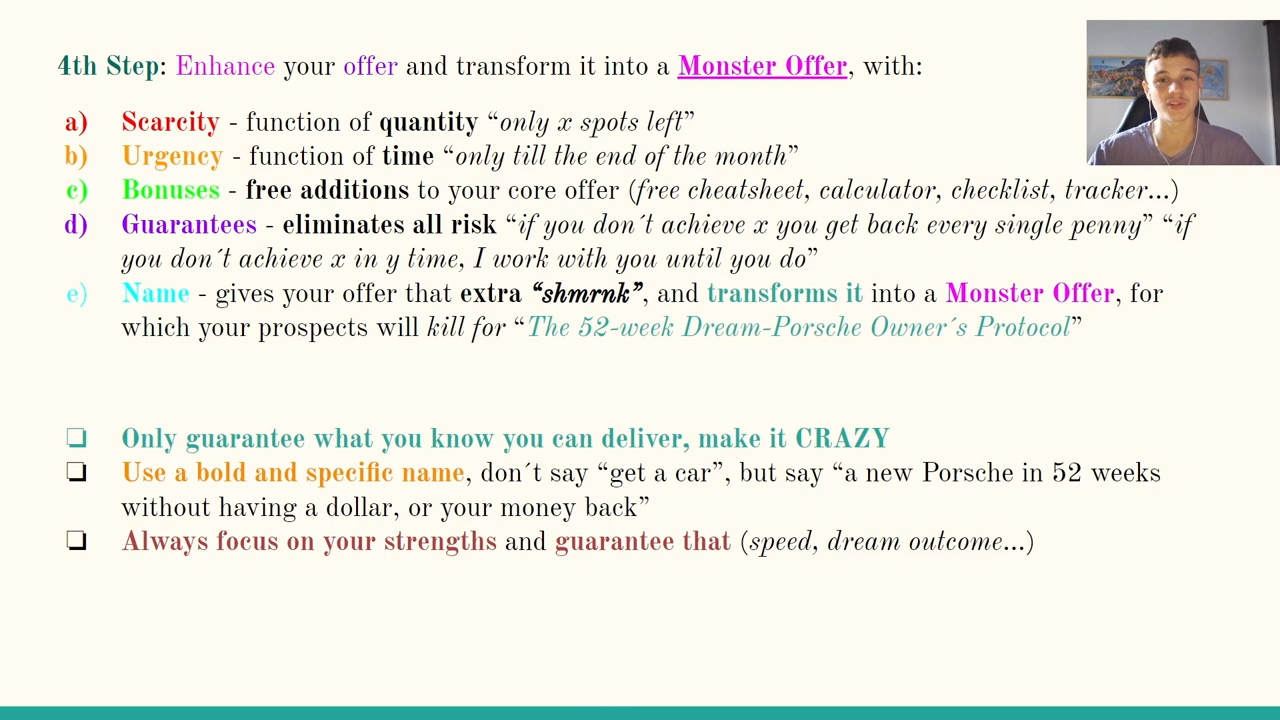 4th Step: Enhance your offer and transform it into a Monster Offer, with:
a) Scarcity - function of quantity “only x spots left”
b) Urgency - function of time “only till the end of the month”
c) Bonuses - free additions to your core offer (free cheatsheet, calculator, checklist, tracker...)
d) Guarantees - eliminates all risk “if you don´t achieve x you get back every single penny” “if
you don´t achieve x in y time, I work with you until you do”
e) Name - gives your offer that extra “shmrnk”, and transforms it into a Monster Offer, for
which your prospects will kill for “The 52-week Dream-Porsche Owner´s Protocol”
❏ Only guarantee what you know you can deliver, make it CRAZY
❏ Use a bold and specific name, don´t say “get a car”, but say “a new Porsche in 52 weeks
without having a dollar, or your money back”
❏ Always focus on your strengths and guarantee that (speed, dream outcome...)